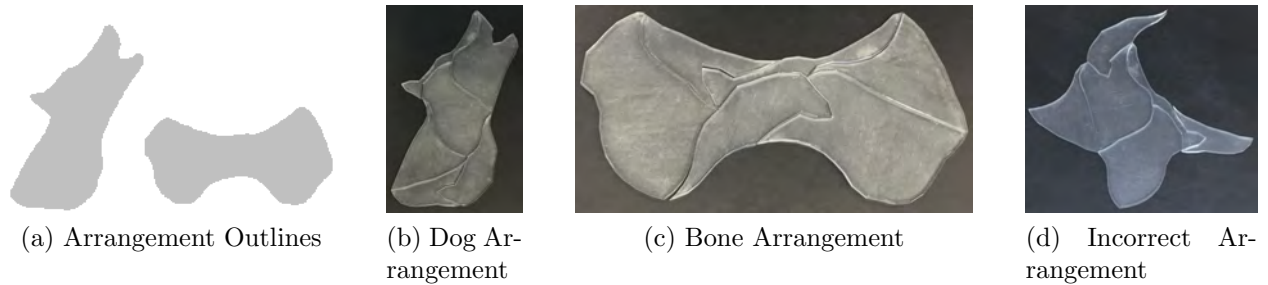 (a) Arrangement Outlines
(b) Dog Ar-
rangement
(c) Bone Arrangement
(d) Incorrect Ar-
rangement